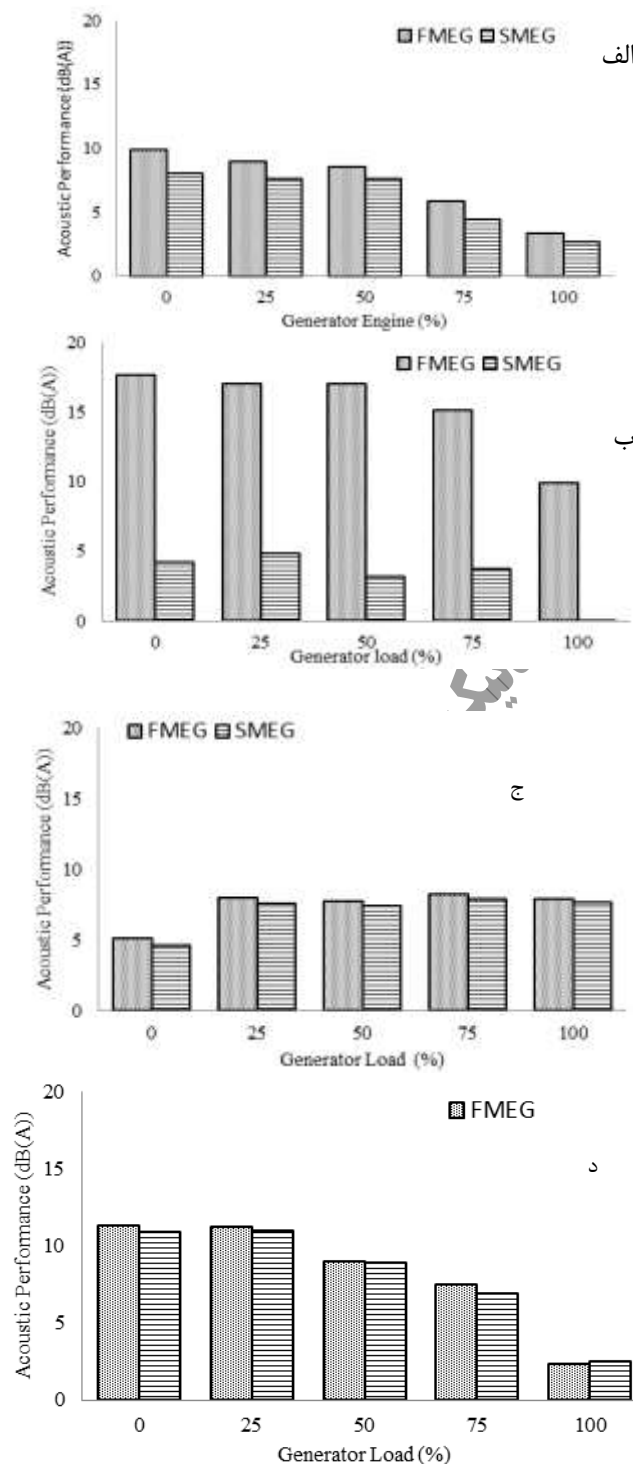 20
FMEG SMEG
الف
15
10
5
0
Acoustic Performance (dB(A))
0 25 50 75 100
Generator Engine (%)
20
FMEG SMEG
15
ب
10
5
0
Acoustic Performance (dB(A))
0 25 50 75 100
Generator load (%)
FMEG SMEG
20
15
ج
10
5
0
Acoustic Performance (dB(A))
0 25 50 75 100
Generator Load (%)
20
FMEG
15
د
10
5
0
Acoustic Performance (dB(A))
0 25 50 75 100
Generator Load (%)